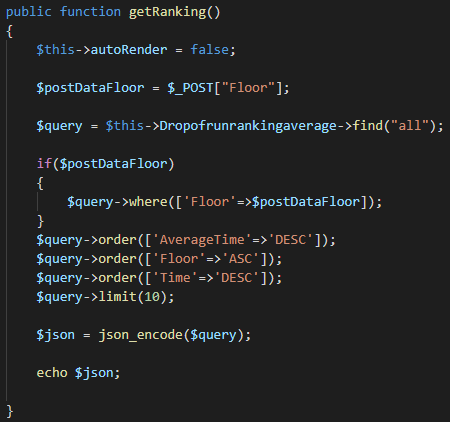 public function getRanking()
{
    $this->autoRender = false;

    $postDataFloor = $_POST["Floor"];

    $query = $this->Dropofrunrankingaverage->find("all");

    if($postDataFloor)
    {
        $query->where(['Floor'=>$postDataFloor]);
    }
    $query->order(['AverageTime'=>'DESC']);
    $query->order(['Floor'=>'ASC']);
    $query->order(['Time'=>'DESC']);
    $query->limit(10);

    $json = json_encode($query);

    echo $json;

}